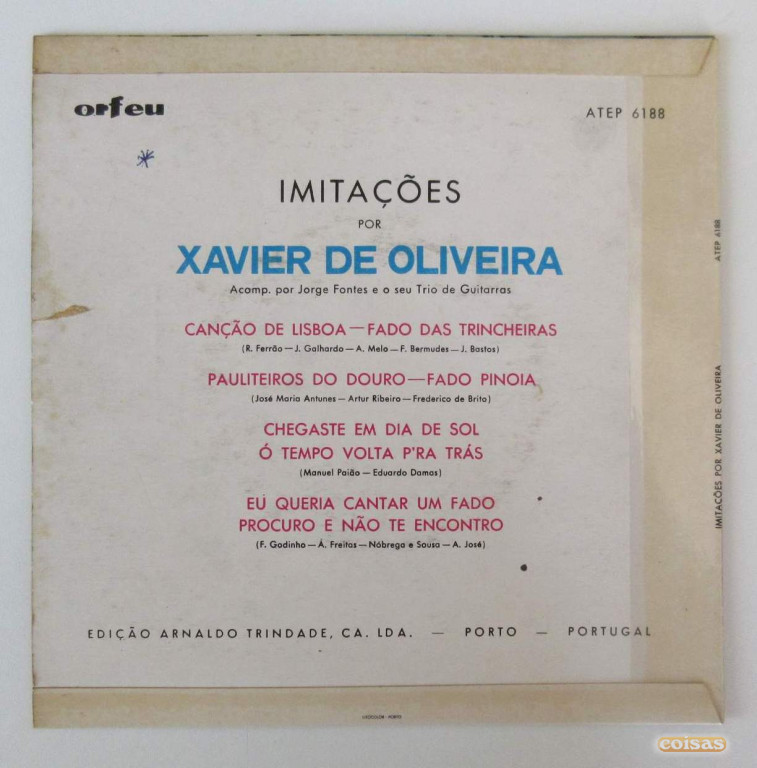 orfeu
ATEP 6188
IMITAÇÕES
POR
XAVIER DE OLIVEIRA
Acomp. por Jorge Fontes e o seu Trio de Guitarras
CANÇÃO DE LISBOA — FADO DAS TRINCHEIRAS
(R. Ferrão — J. Galhardo — A. Melo — F. Bermudes — J. Bastos)
PAULITEIROS DO DOURO — FADO PINOIA
(José Maria Antunes — Artur Ribeiro — Frederico de Brito)
CHEGASTE EM DIA DE SOL
Ó TEMPO VOLTA P'RA TRÁS
(Manuel Paião — Eduardo Damas)
EU QUERIA CANTAR UM FADO
PROCURO E NÃO TE ENCONTRO
(F. Godinho — Á. Freitas — Nóbrega e Sousa — A. José)
EDIÇÃO ARNALDO TRINDADE, CA. LDA. — PORTO — PORTUGAL
ATEP 6188
IMITAÇÕES POR XAVIER DE OLIVEIRA
coisas